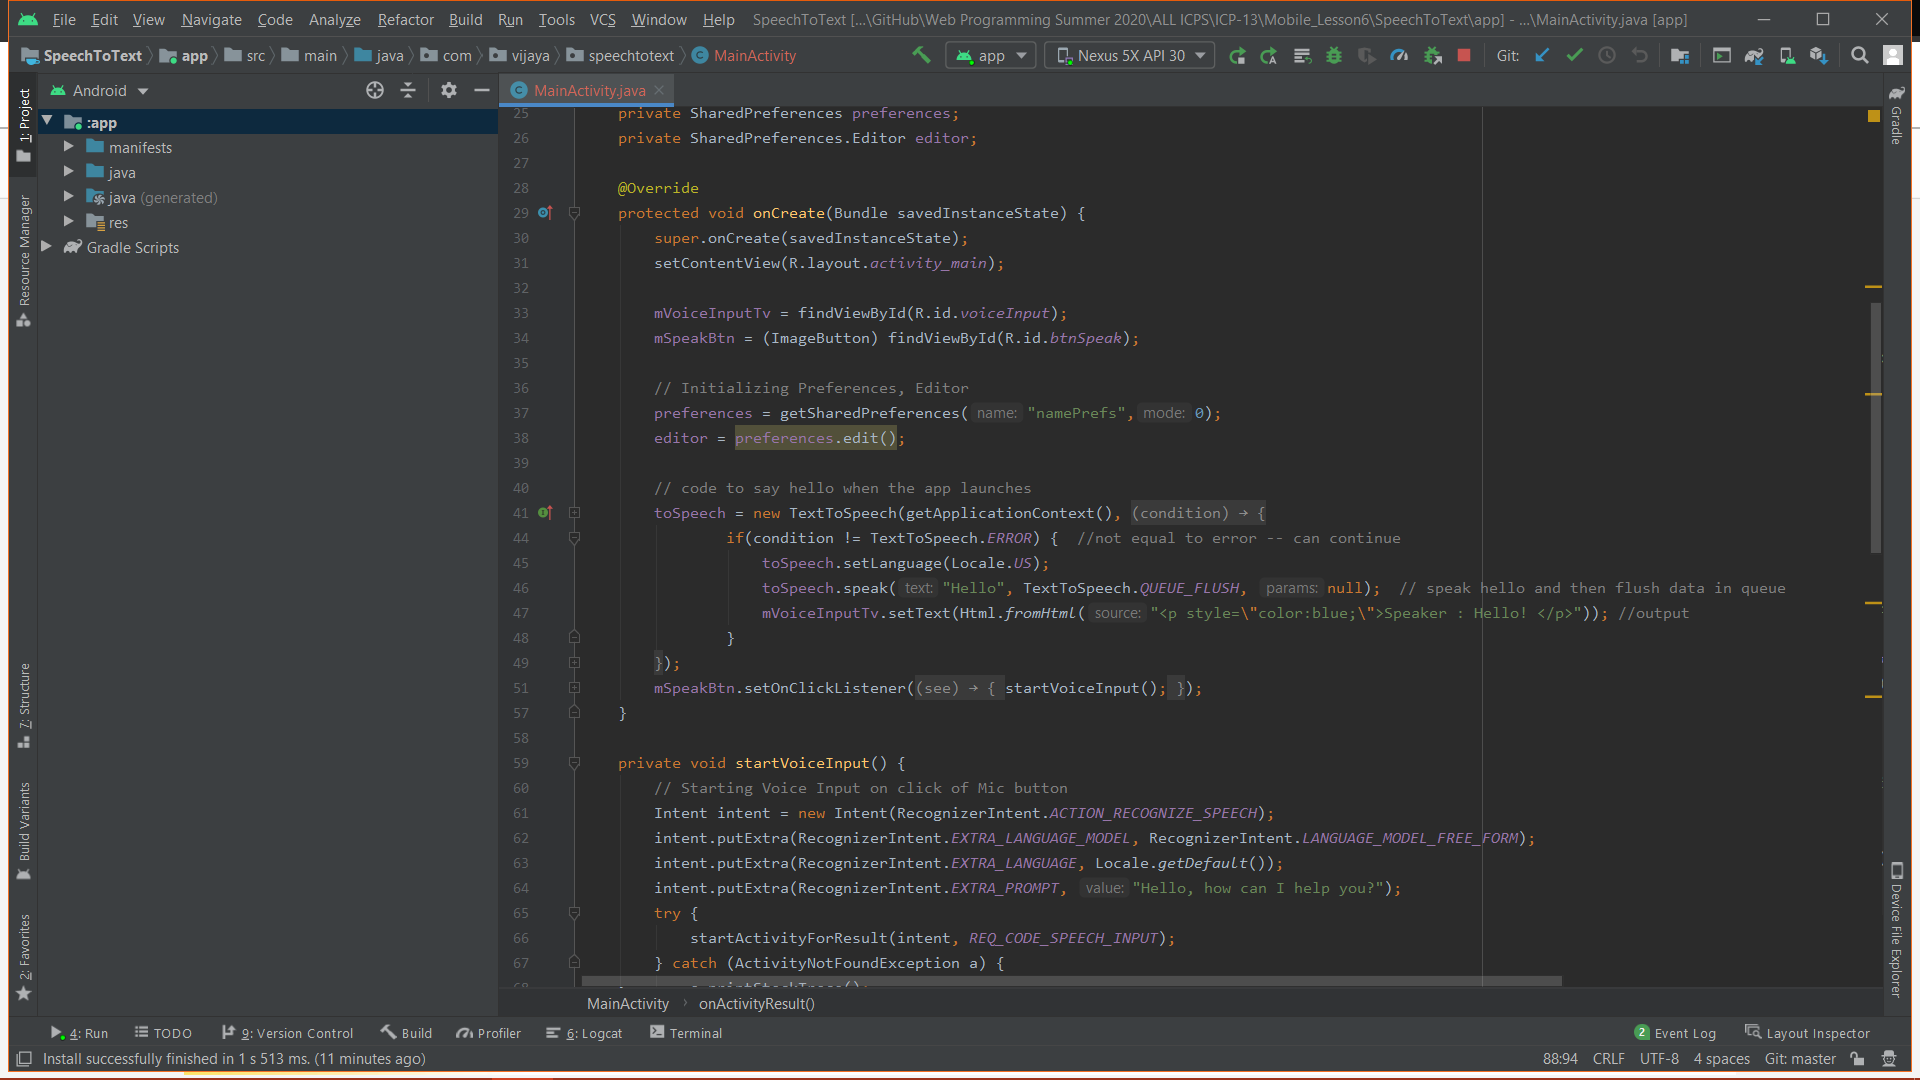 File Edit View Navigate Code Analyze Refactor Build Run Tools VCS Window Help SpeechToText [...\GitHub\Web Programming Summer 2020\ALL ICPS\ICP-13\Mobile_Lesson6\SpeechToText\app] - ...\MainActivity.java [app]
SpeechToText app src main java com vijaya speechtotext MainActivity app Nexus 5X API 30 Git:
Android MainActivity.java
1: Project
Resource Manager
7: Structure
Build Variants
2: Favorites
:app
manifests
java
java (generated)
res
Gradle Scripts
25 private SharedPreferences preferences;
26 private SharedPreferences.Editor editor;
27
28 @Override
29 protected void onCreate(Bundle savedInstanceState) {
30 super.onCreate(savedInstanceState);
31 setContentView(R.layout.activity_main);
32
33 mVoiceInputTv = findViewById(R.id.voiceInput);
34 mSpeakBtn = (ImageButton) findViewById(R.id.btnSpeak);
35
36 // Initializing Preferences, Editor
37 preferences = getSharedPreferences( name: "namePrefs", mode: 0);
38 editor = preferences.edit();
39
40 // code to say hello when the app launches
41 toSpeech = new TextToSpeech(getApplicationContext(), (condition) → {
44 if(condition != TextToSpeech.ERROR) { //not equal to error -- can continue
45 toSpeech.setLanguage(Locale.US);
46 toSpeech.speak( text: "Hello", TextToSpeech.QUEUE_FLUSH, params: null); // speak hello and then flush data in queue
47 mVoiceInputTv.setText(Html.fromHtml( source: "<p style=\"color:blue;\">Speaker : Hello! </p>")); //output
48 }
49 });
51 mSpeakBtn.setOnClickListener((see) → { startVoiceInput(); });
57 }
58
59 private void startVoiceInput() {
60 // Starting Voice Input on click of Mic button
61 Intent intent = new Intent(RecognizerIntent.ACTION_RECOGNIZE_SPEECH);
62 intent.putExtra(RecognizerIntent.EXTRA_LANGUAGE_MODEL, RecognizerIntent.LANGUAGE_MODEL_FREE_FORM);
63 intent.putExtra(RecognizerIntent.EXTRA_LANGUAGE, Locale.getDefault());
64 intent.putExtra(RecognizerIntent.EXTRA_PROMPT, value: "Hello, how can I help you?");
65 try {
66 startActivityForResult(intent, REQ_CODE_SPEECH_INPUT);
67 } catch (ActivityNotFoundException a) {
68 a.printStackTrace();
Gradle
Device File Explorer
MainActivity onActivityResult()
4: Run TODO 9: Version Control Build Profiler 6: Logcat Terminal 2 Event Log Layout Inspector
Install successfully finished in 1 s 513 ms. (11 minutes ago) 88:94 CRLF UTF-8 4 spaces Git: master